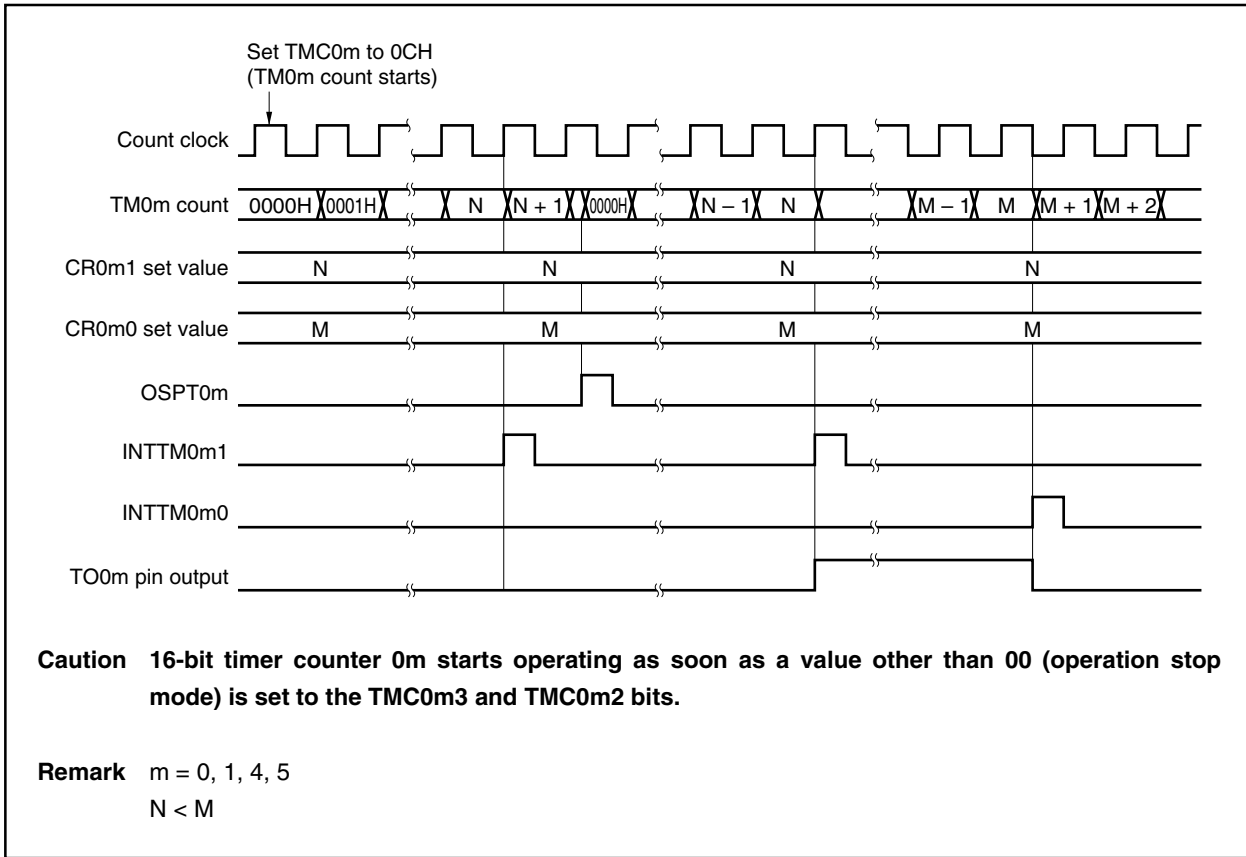 Set TMC0m to 0CH
(TM0m count starts)
Count clock
TM0m count 0000H 0001H N N + 1 0000H N – 1 N M – 1 M M + 1 M + 2
CR0m1 set value N N N N
CR0m0 set value M M M M
OSPT0m
INTTM0m1
INTTM0m0
TO0m pin output
Caution 16-bit timer counter 0m starts operating as soon as a value other than 00 (operation stop
mode) is set to the TMC0m3 and TMC0m2 bits.
Remark m = 0, 1, 4, 5
N < M